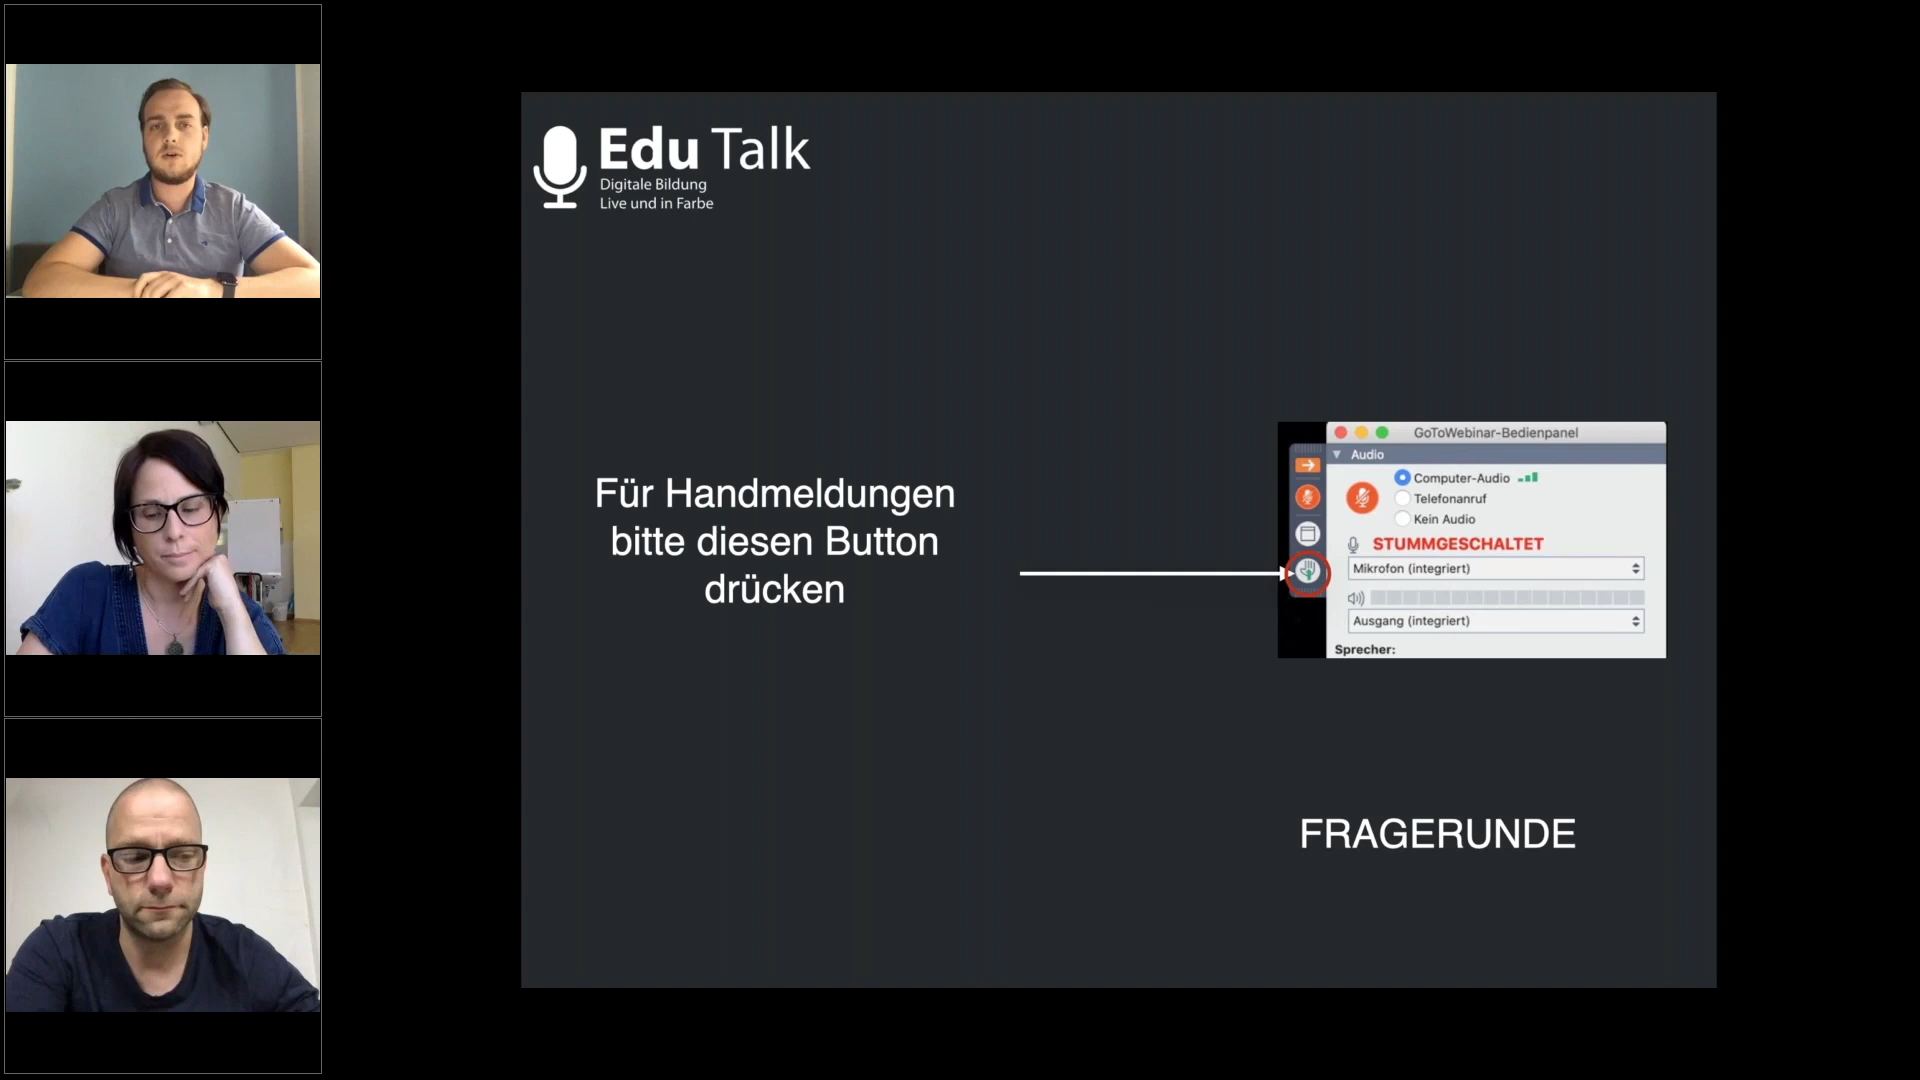 Edu Talk
Digitale Bildung
Live und in Farbe
Für Handmeldungen
bitte diesen Button
drücken
GoToWebinar-Bedienpanel
Audio
Computer-Audio
Telefonanruf
Kein Audio
STUMMGESCHALTET
Mikrofon (integriert)
Ausgang (integriert)
Sprecher:
FRAGERUNDE